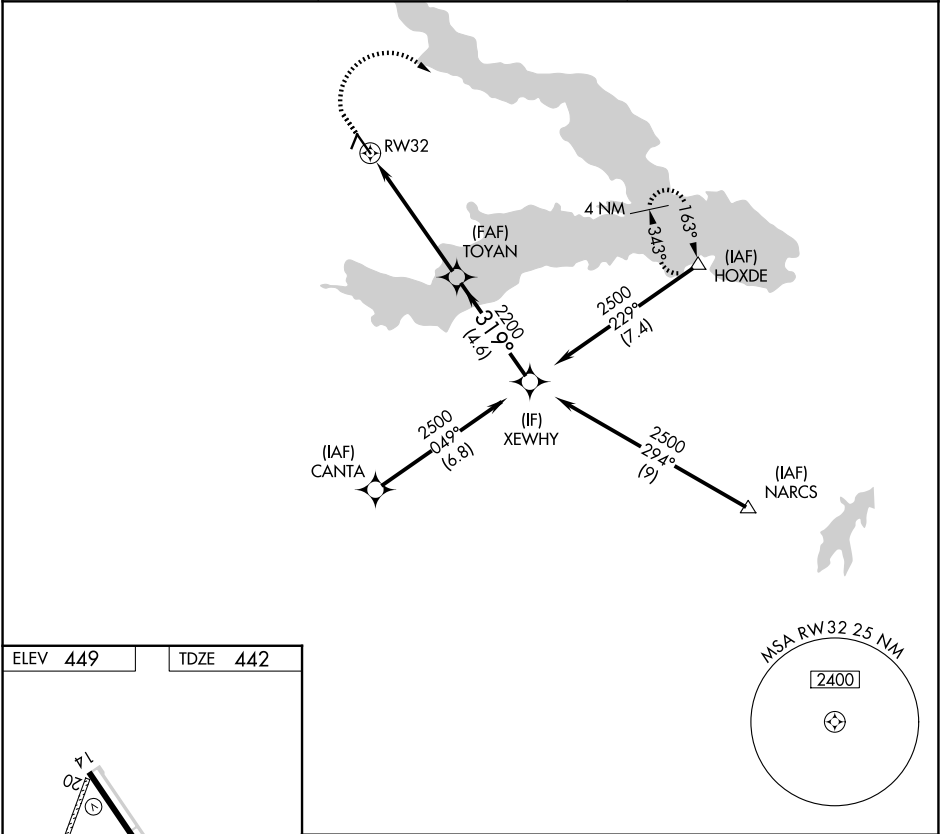 RW32
4 NM
163°
343°
(IAF)
HOXDE
(FAF)
TOYAN
2500
229°
(7.4)
2200
319°
(4.6)
(IF)
XEWHY
2500
049°
(6.8)
(IAF)
CANTA
2500
294°
(9)
(IAF)
NARCS
MSA RW32 25 NM
2400
ELEV 449
TDZE 442
14
20
V